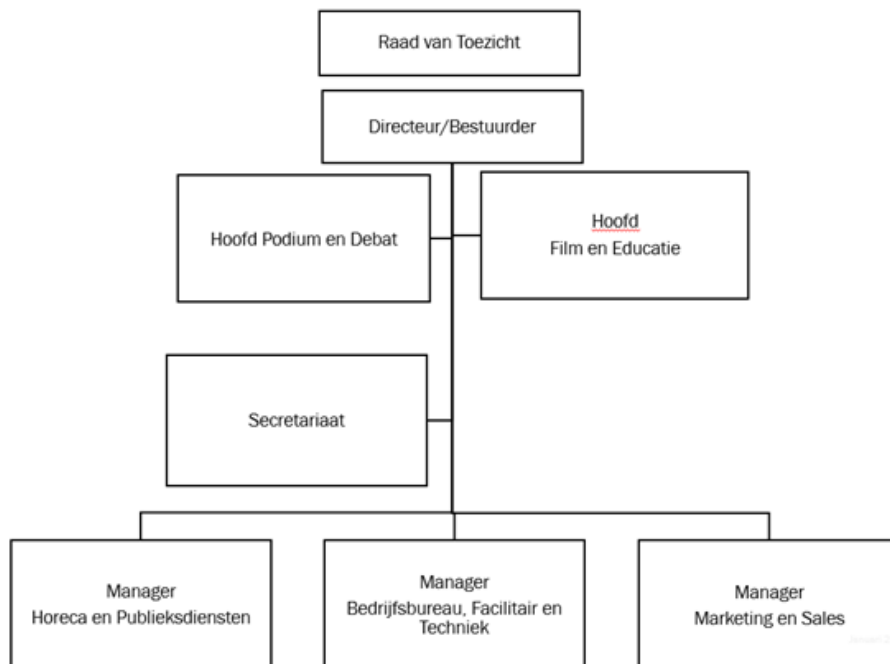 Raad van Toezicht
Directeur/Bestuurder
Hoofd Podium en Debat
Hoofd
Film en Educatie
Secretariaat
Manager
Horeca en Publieksdiensten
Manager
Bedrijfsbureau, Facilitair en
Techniek
Manager
Marketing en Sales